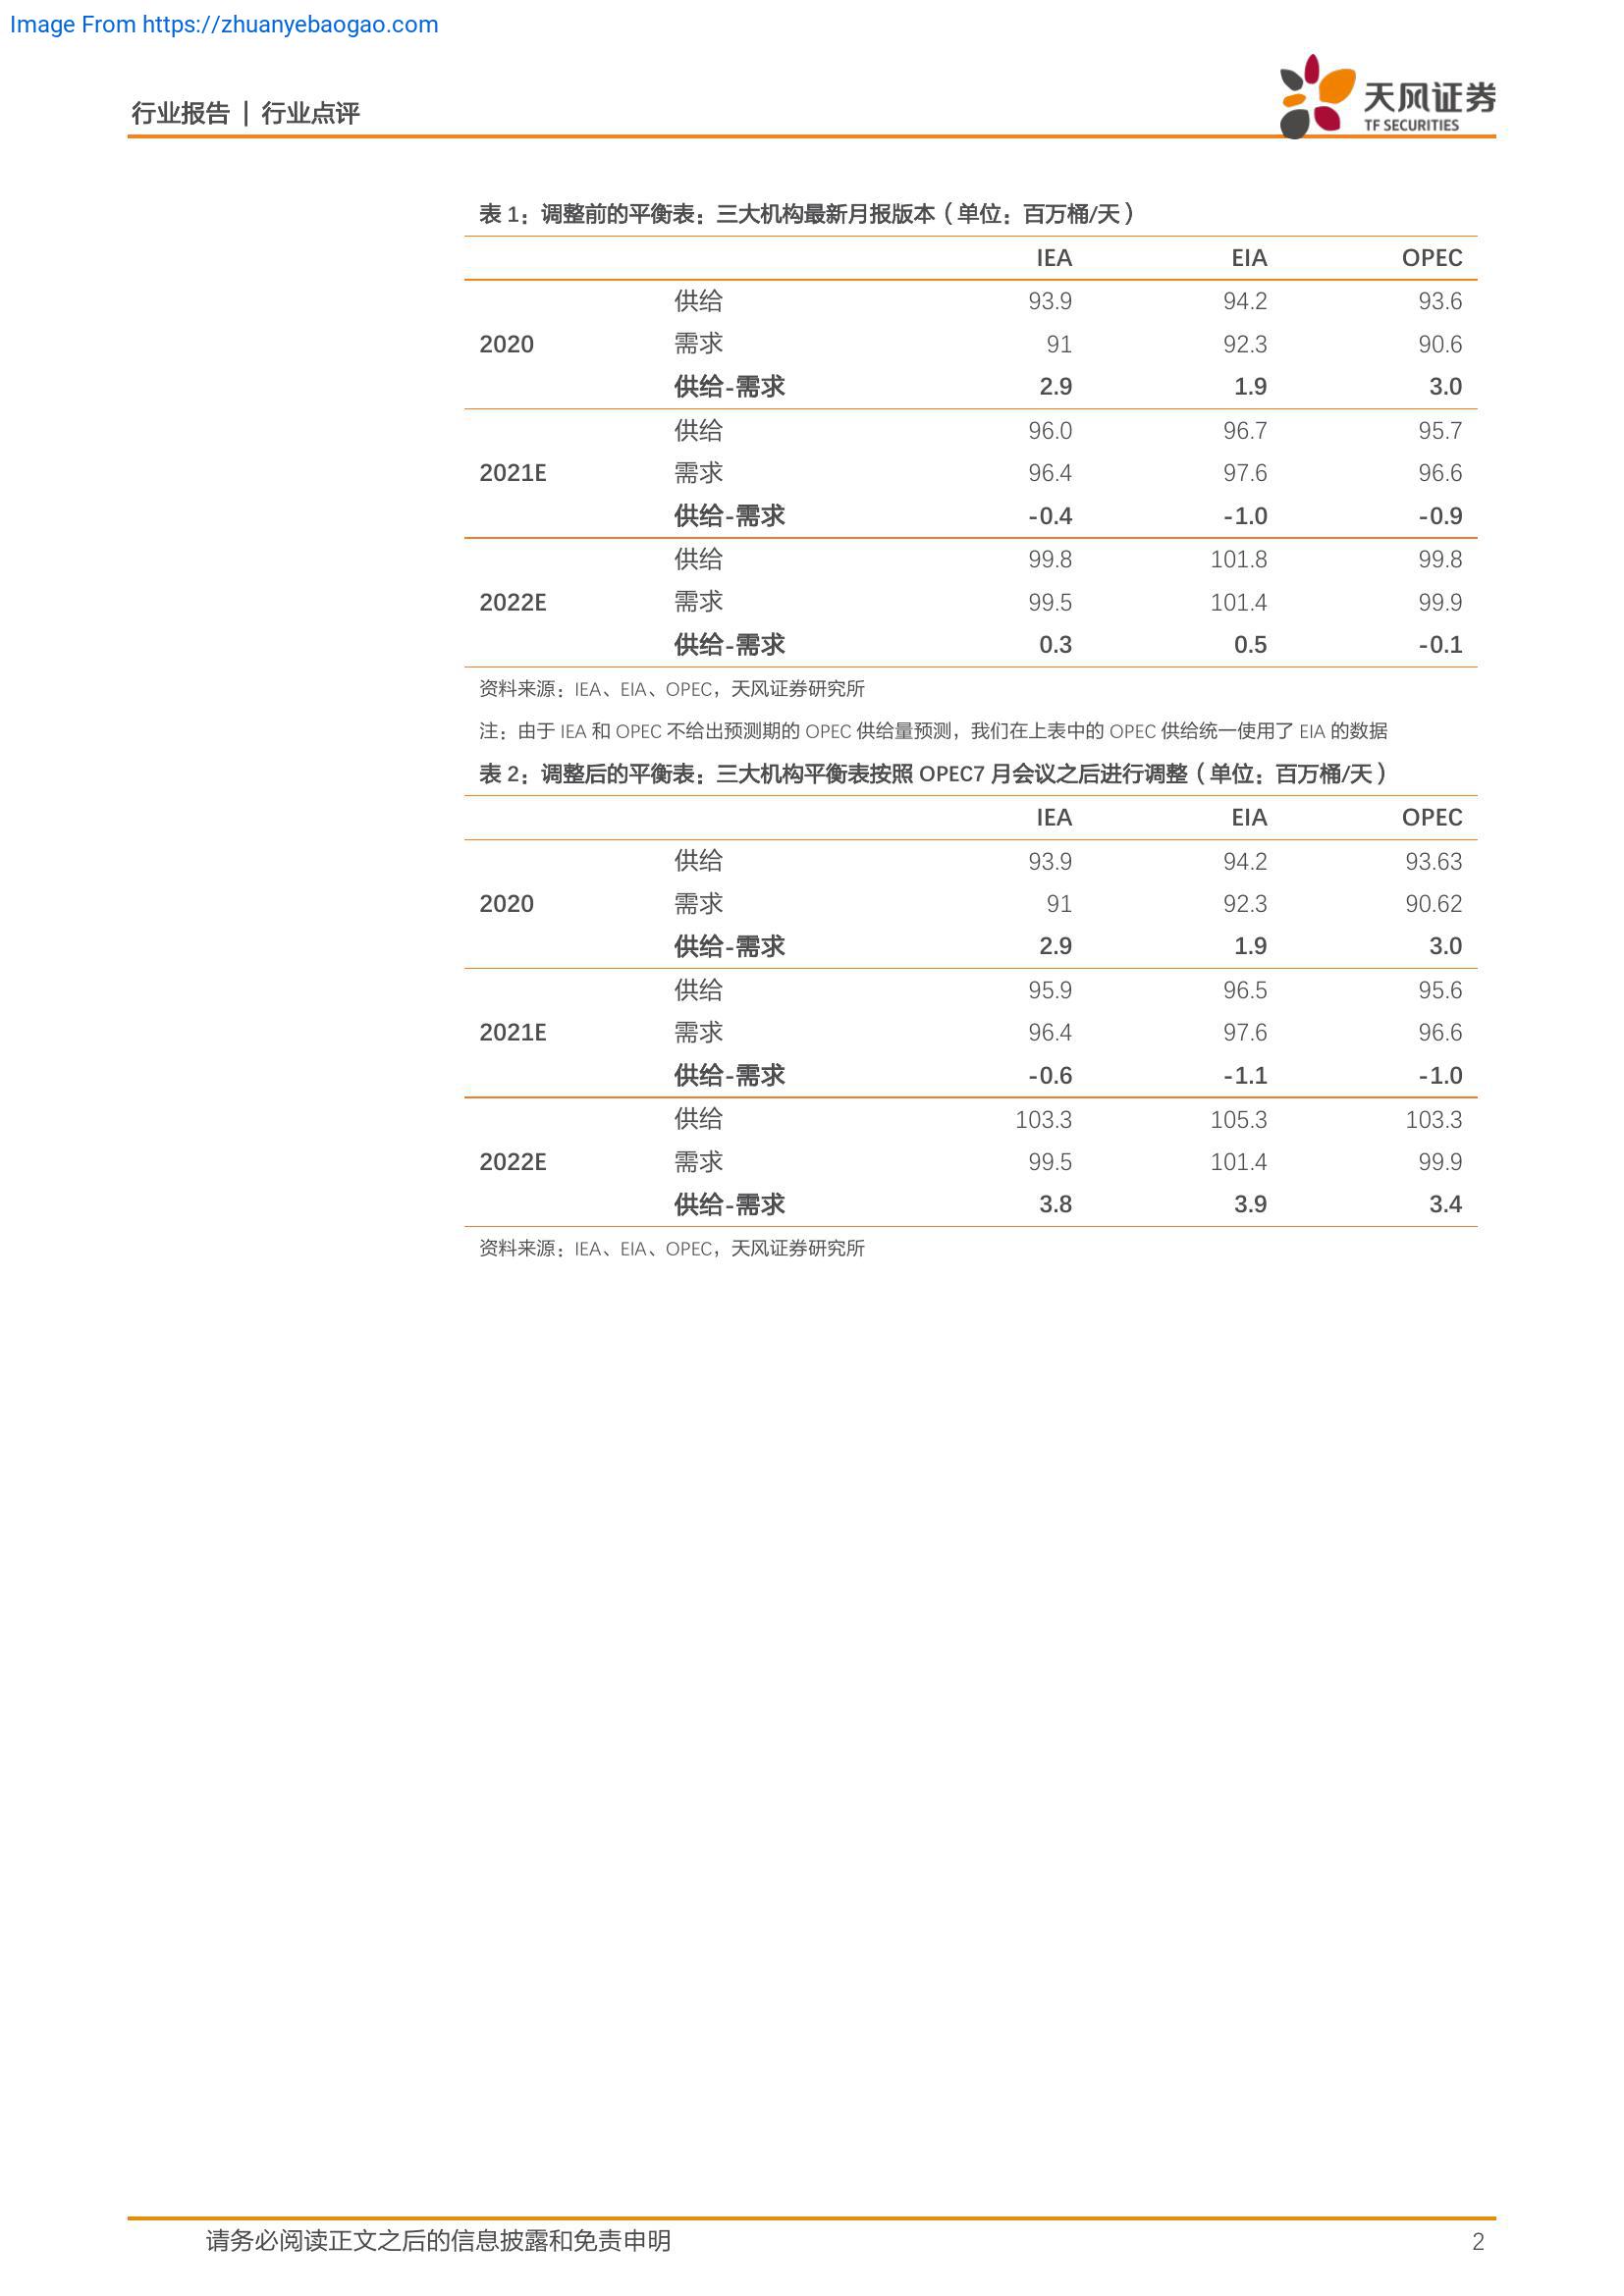 Image From https://zhuanyebaogao.com
行业报告 | 行业点评
天风证券
TF SECURITIES
表 1：调整前的平衡表：三大机构最新月报版本（单位：百万桶/天）
IEA EIA OPEC
供给 93.9 94.2 93.6
2020 需求 91 92.3 90.6
供给-需求 2.9 1.9 3.0
供给 96.0 96.7 95.7
2021E 需求 96.4 97.6 96.6
供给-需求 -0.4 -1.0 -0.9
供给 99.8 101.8 99.8
2022E 需求 99.5 101.4 99.9
供给-需求 0.3 0.5 -0.1
资料来源：IEA、EIA、OPEC，天风证券研究所
注：由于 IEA 和 OPEC 不给出预测期的 OPEC 供给量预测，我们在上表中的 OPEC 供给统一使用了 EIA 的数据
表 2：调整后的平衡表：三大机构平衡表按照 OPEC7 月会议之后进行调整（单位：百万桶/天）
IEA EIA OPEC
供给 93.9 94.2 93.63
2020 需求 91 92.3 90.62
供给-需求 2.9 1.9 3.0
供给 95.9 96.5 95.6
2021E 需求 96.4 97.6 96.6
供给-需求 -0.6 -1.1 -1.0
供给 103.3 105.3 103.3
2022E 需求 99.5 101.4 99.9
供给-需求 3.8 3.9 3.4
资料来源：IEA、EIA、OPEC，天风证券研究所
请务必阅读正文之后的信息披露和免责申明 2